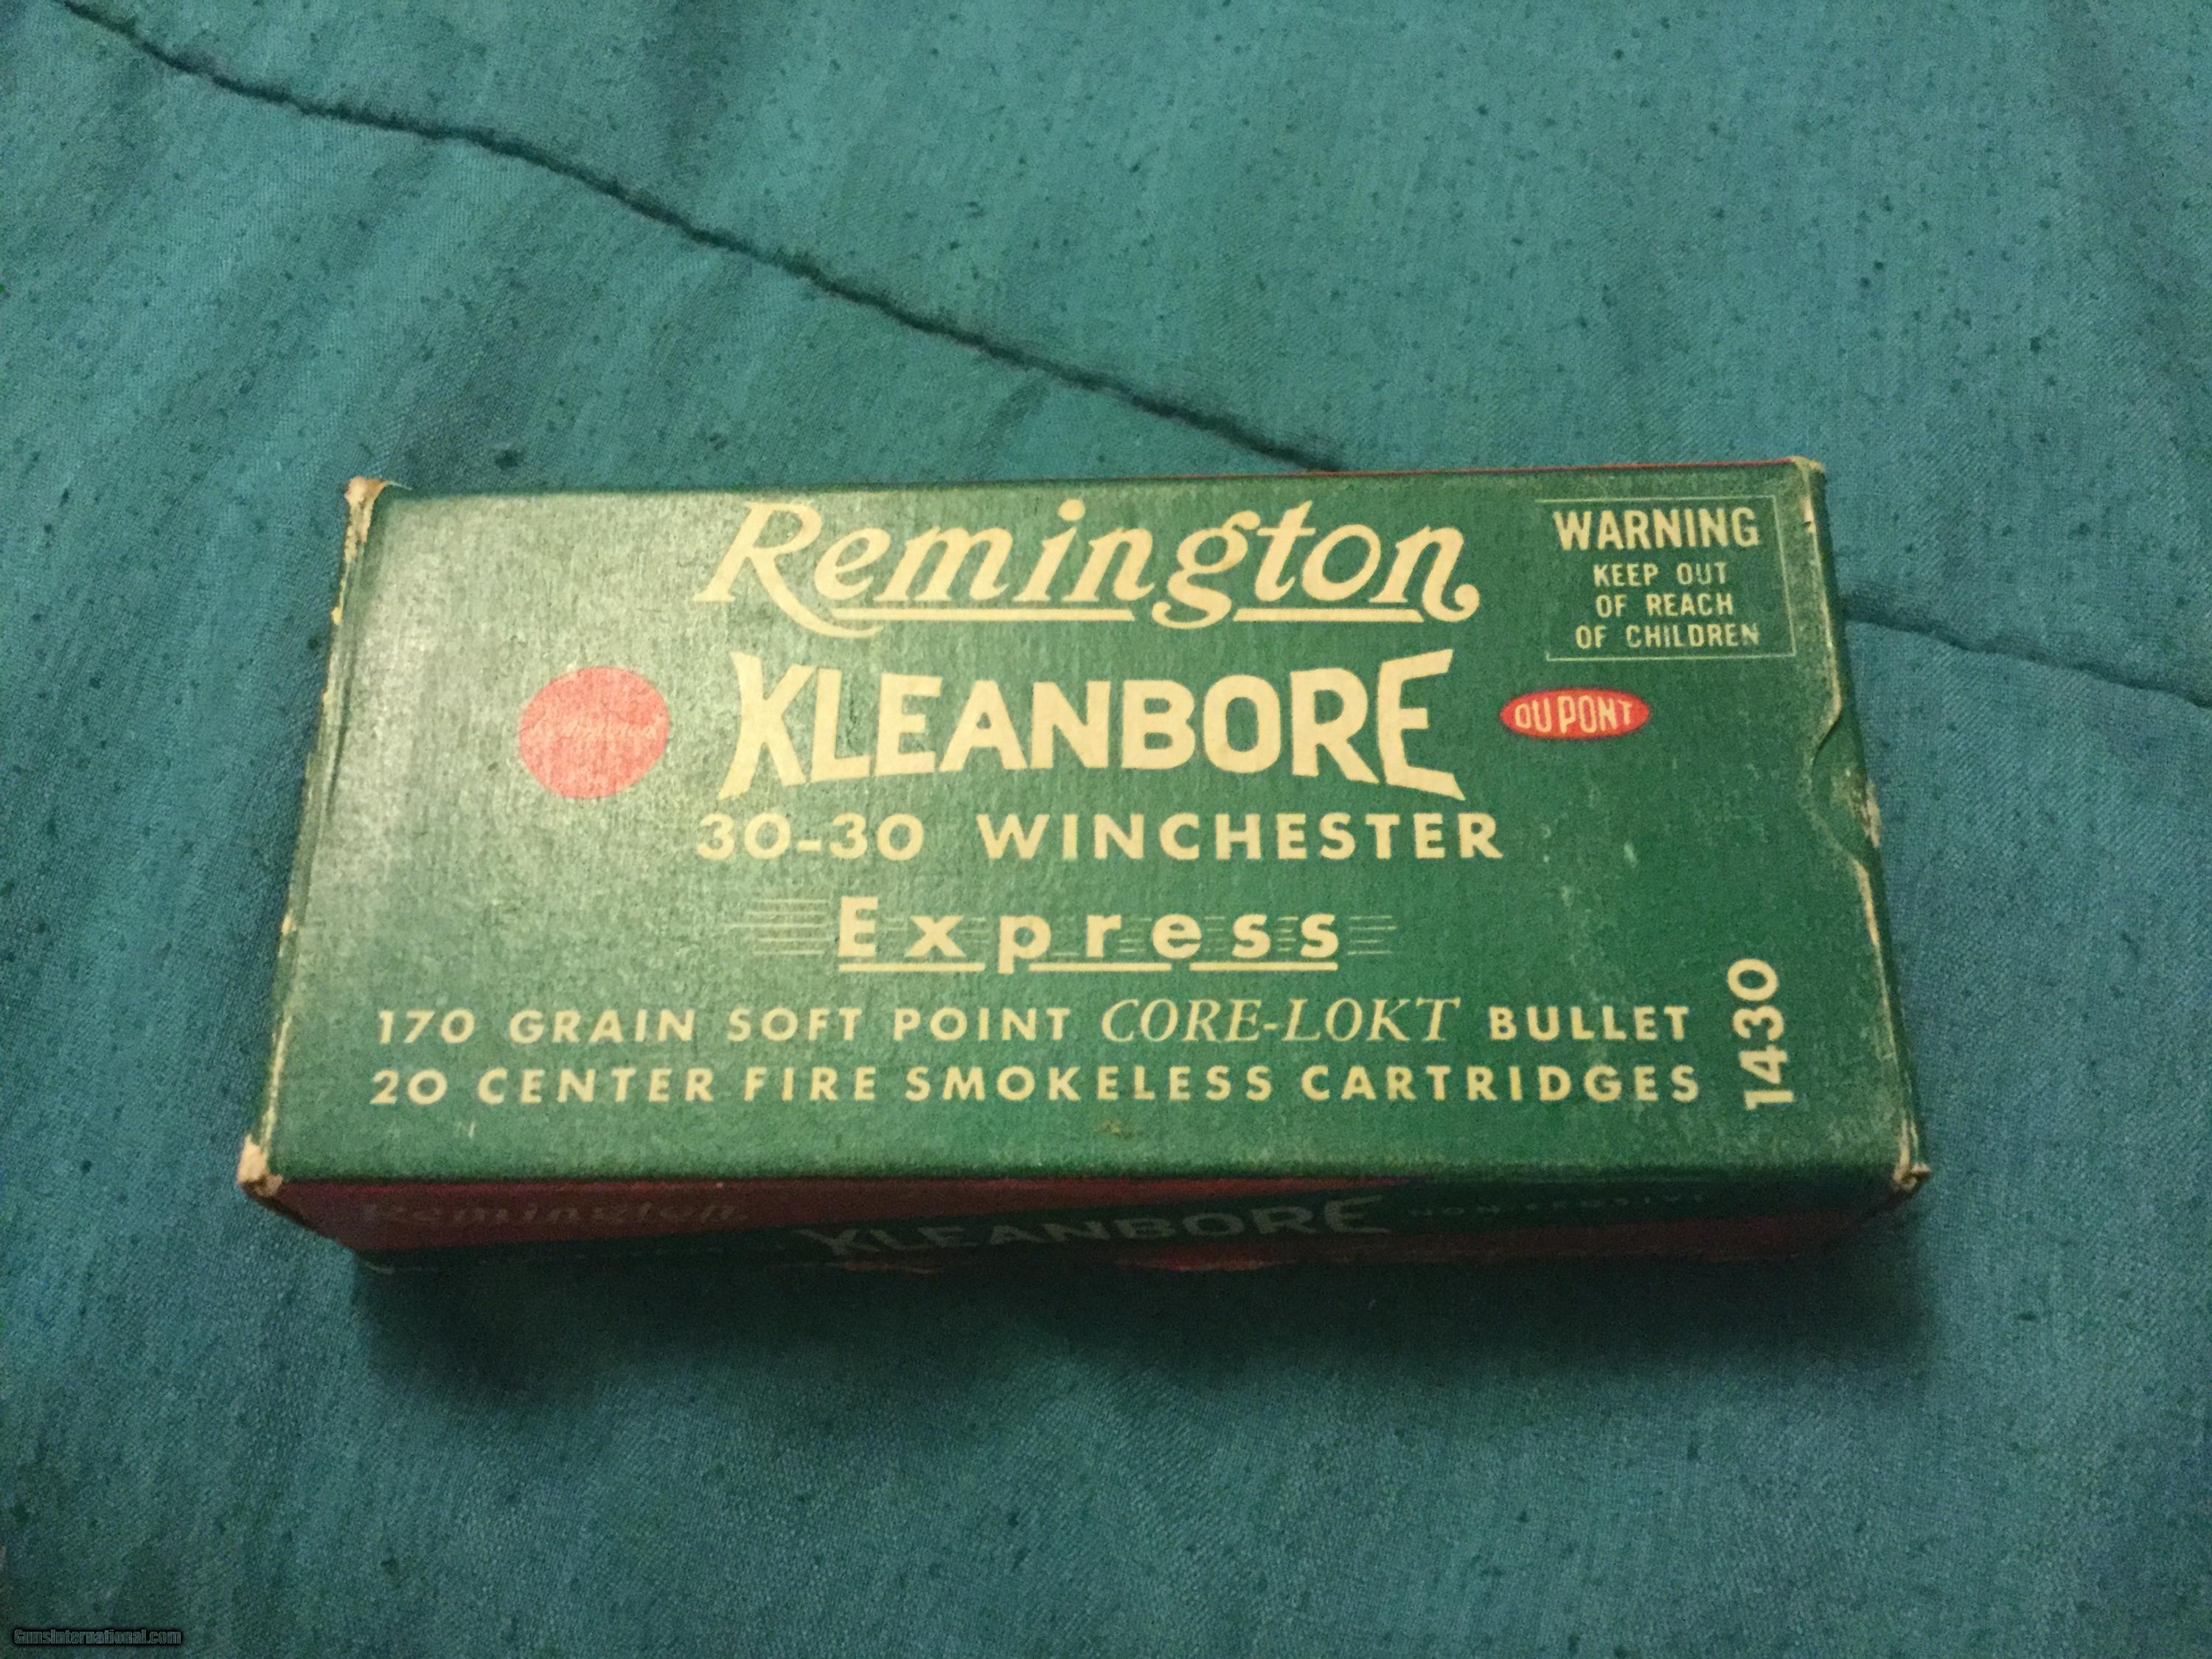 Remington
WARNING
KEEP OUT
OF REACH
OF CHILDREN
KLEANBORE
DU PONT
30-30 WINCHESTER
Express
170 GRAIN SOFT POINT CORE-LOKT BULLET
20 CENTER FIRE SMOKELESS CARTRIDGES
1430
Remington
KLEANBORE
GunsInternational.com